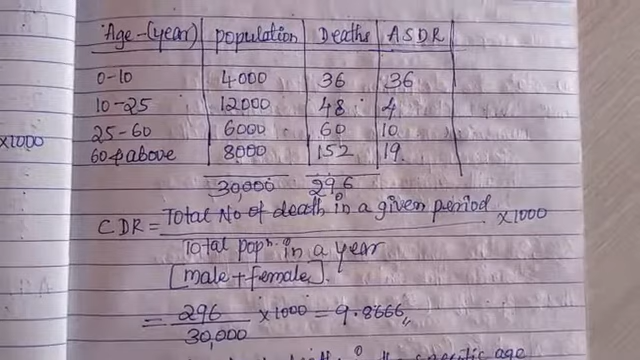 Age-(year) population Deaths ASDR
0-10 4000 36 36
10-25 12000 48 4
25-60 6000 60 10
60 & above 8000 152 19
30,000 296
x1000
CDR = Total No of death in a given period x1000
Total popn. in a year
[male + female].
= 296 x1000 = 9.8666
30,000
specific age